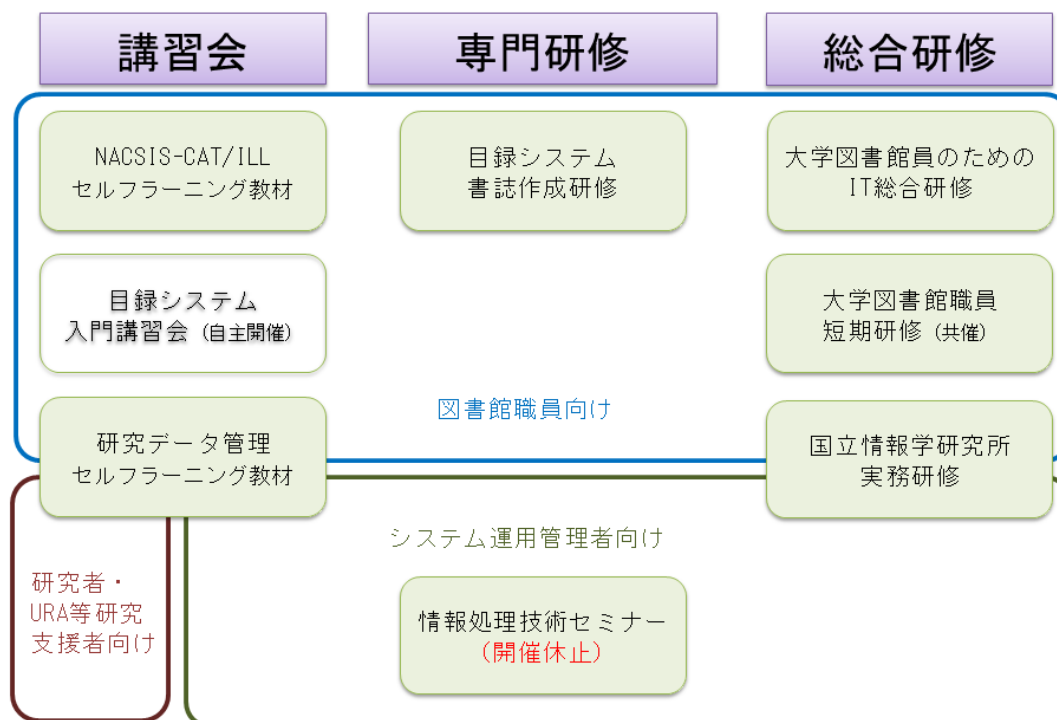 講習会
専門研修
総合研修
NACSIS-CAT/ILL
セルフラーニング教材
目録システム
書誌作成研修
大学図書館員のための
IT総合研修
目録システム
入門講習会(自主開催)
大学図書館職員
短期研修(共催)
図書館職員向け
研究データ管理
セルフラーニング教材
国立情報学研究所
実務研修
システム運用管理者向け
研究者・
URA等研究
支援者向け
情報処理技術セミナー
(開催休止)